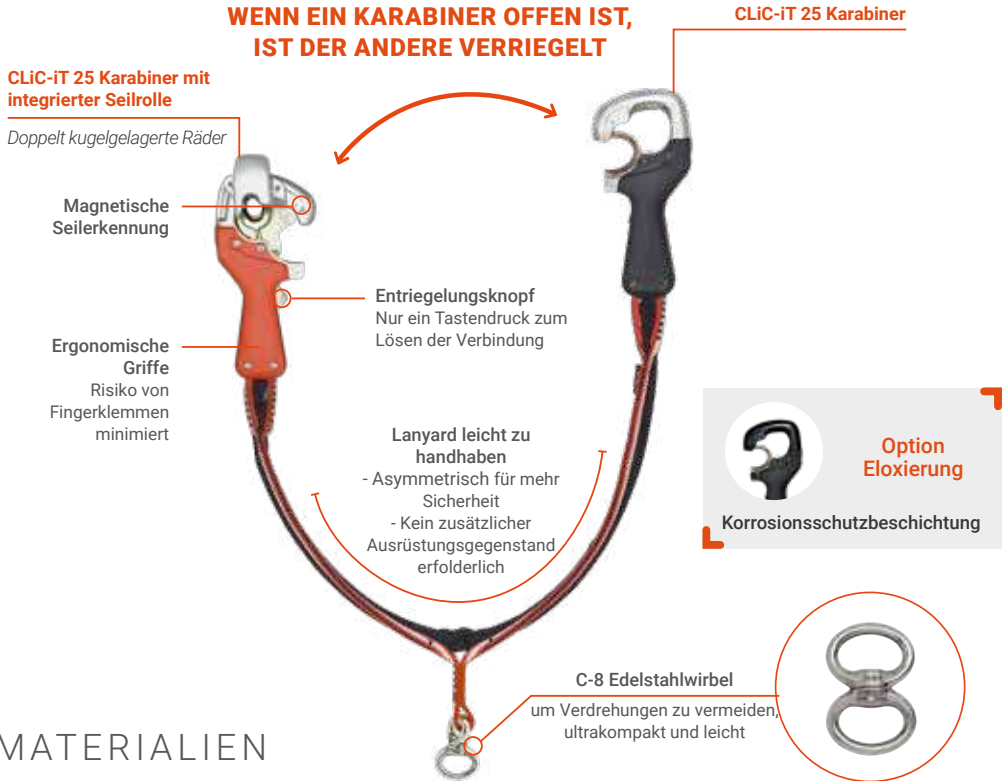 WENN EIN KARABINER OFFEN IST,
IST DER ANDERE VERRIEGELT
CLiC-iT 25 Karabiner
CLiC-iT 25 Karabiner mit
integrierter Seilrolle
Doppelt kugelgelagerte Räder
Magnetische
Seilerkennung
Entriegelungsknopf
Nur ein Tastendruck zum
Lösen der Verbindung
Ergonomische
Griffe
Risiko von
Fingerklemmen
minimiert
Lanyard leicht zu
handhaben
- Asymmetrisch für mehr
Sicherheit
- Kein zusätzlicher
Ausrüstungsgegenstand
erforderlich
Option
Eloxierung
Korrosionsschutzbeschichtung
C-8 Edelstahlwirbel
um Verdrehungen zu vermeiden,
ultrakompakt und leicht
MATERIALIEN